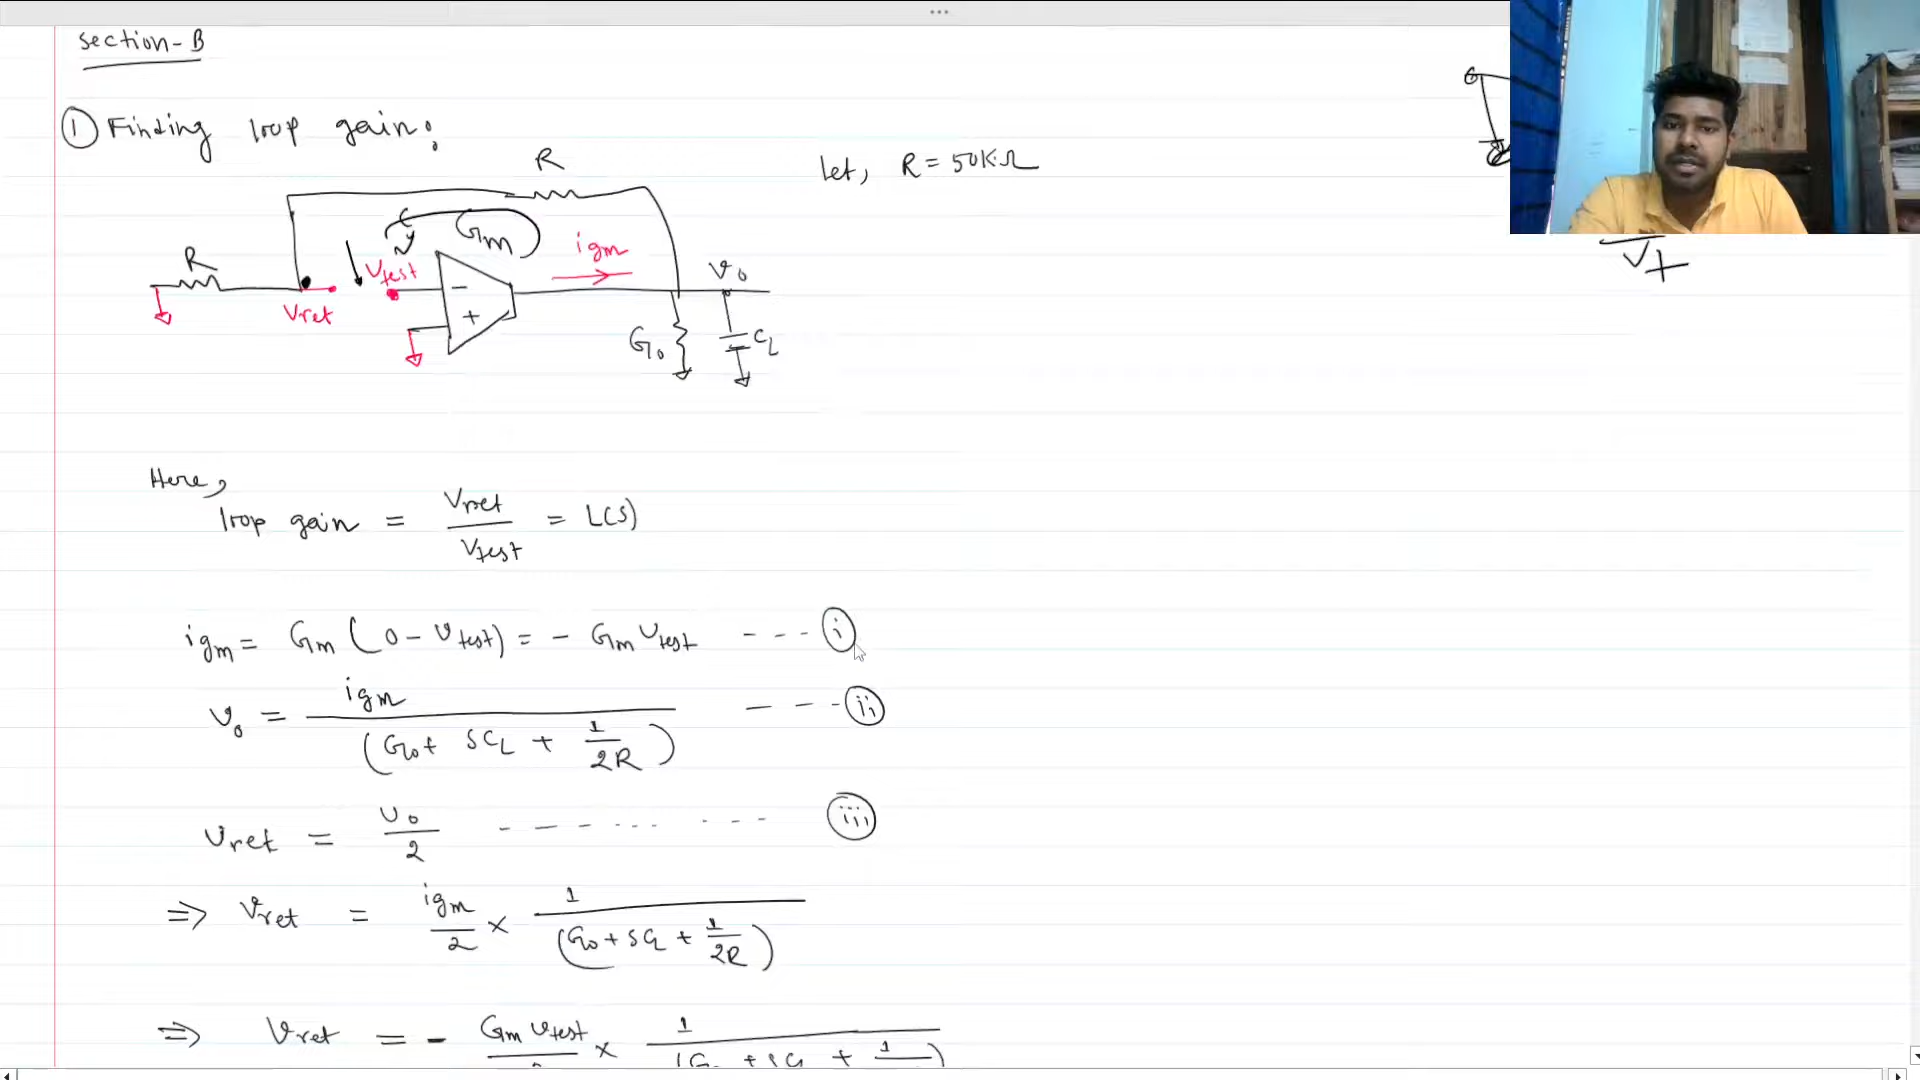 Section-B
① Finding loop gain:
R
let, R = 50KΩ
Gm
igm
R
Vtest
vo
Vret
−
+
Go
CL
Here,
loop gain = Vret / Vtest = L(s)
igm = Gm (0 - vtest) = - Gm vtest --- ⓘ
vo = igm / (Go + SCL + 1/2R) --- ⓘⓘ
vret = vo / 2 --------- ⓘⓘⓘ
=> vret = igm / 2 × 1 / (Go + SCL + 1/2R)
=> vret = - Gm vtest × 1